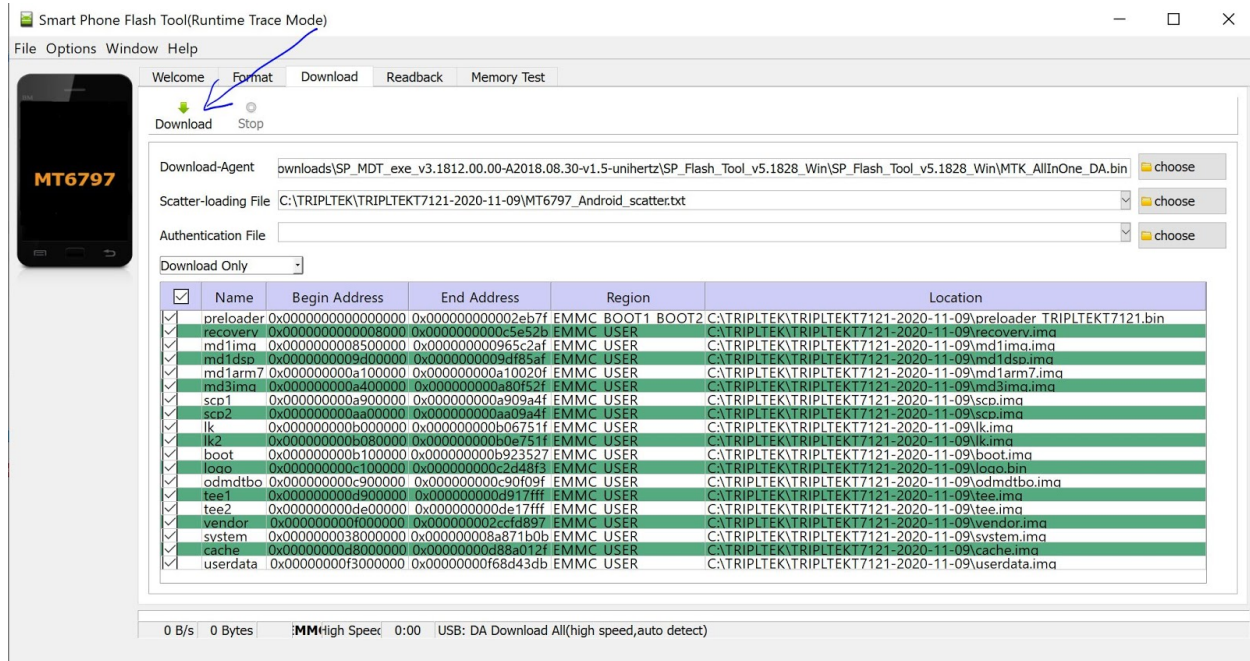 Smart Phone Flash Tool(Runtime Trace Mode)
File Options Window Help
Welcome Format Download Readback Memory Test
Download Stop
MT6797
Download-Agent ownloads\SP_MDT_exe_v3.1812.00.00-A2018.08.30-v1.5-unihertz\SP_Flash_Tool_v5.1828_Win\SP_Flash_Tool_v5.1828_Win\MTK_AllInOne_DA.bin choose
Scatter-loading File C:\TRIPLTEK\TRIPLTEKT7121-2020-11-09\MT6797_Android_scatter.txt choose
Authentication File choose
Download Only
Name Begin Address End Address Region Location
preloader 0x0000000000000000 0x000000000002eb7f EMMC_BOOT1_BOOT2 C:\TRIPLTEK\TRIPLTEKT7121-2020-11-09\preloader_TRIPLTEKT7121.bin
recovery 0x0000000000008000 0x0000000000c5e52b EMMC_USER C:\TRIPLTEK\TRIPLTEKT7121-2020-11-09\recovery.img
md1img 0x0000000008500000 0x000000000965c2af EMMC_USER C:\TRIPLTEK\TRIPLTEKT7121-2020-11-09\md1img.img
md1dsp 0x0000000009d00000 0x0000000009df85af EMMC_USER C:\TRIPLTEK\TRIPLTEKT7121-2020-11-09\md1dsp.img
md1arm7 0x000000000a100000 0x000000000a10020f EMMC_USER C:\TRIPLTEK\TRIPLTEKT7121-2020-11-09\md1arm7.img
md3img 0x000000000a400000 0x000000000a80f52f EMMC_USER C:\TRIPLTEK\TRIPLTEKT7121-2020-11-09\md3img.img
scp1 0x000000000a900000 0x000000000a909a4f EMMC_USER C:\TRIPLTEK\TRIPLTEKT7121-2020-11-09\scp.img
scp2 0x000000000aa00000 0x000000000aa09a4f EMMC_USER C:\TRIPLTEK\TRIPLTEKT7121-2020-11-09\scp.img
lk 0x000000000b000000 0x000000000b06751f EMMC_USER C:\TRIPLTEK\TRIPLTEKT7121-2020-11-09\lk.img
lk2 0x000000000b080000 0x000000000b0e751f EMMC_USER C:\TRIPLTEK\TRIPLTEKT7121-2020-11-09\lk.img
boot 0x000000000b100000 0x000000000b923527 EMMC_USER C:\TRIPLTEK\TRIPLTEKT7121-2020-11-09\boot.img
logo 0x000000000c100000 0x000000000c2d48f3 EMMC_USER C:\TRIPLTEK\TRIPLTEKT7121-2020-11-09\logo.bin
odmdtbo 0x000000000c900000 0x000000000c90f09f EMMC_USER C:\TRIPLTEK\TRIPLTEKT7121-2020-11-09\odmdtbo.img
tee1 0x000000000d900000 0x000000000d917fff EMMC_USER C:\TRIPLTEK\TRIPLTEKT7121-2020-11-09\tee.img
tee2 0x000000000de00000 0x000000000de17fff EMMC_USER C:\TRIPLTEK\TRIPLTEKT7121-2020-11-09\tee.img
vendor 0x000000000f000000 0x000000002ccfd897 EMMC_USER C:\TRIPLTEK\TRIPLTEKT7121-2020-11-09\vendor.img
system 0x0000000038000000 0x000000008a871b0b EMMC_USER C:\TRIPLTEK\TRIPLTEKT7121-2020-11-09\system.img
cache 0x00000000d8000000 0x00000000d88a012f EMMC_USER C:\TRIPLTEK\TRIPLTEKT7121-2020-11-09\cache.img
userdata 0x00000000f3000000 0x00000000f68d43db EMMC_USER C:\TRIPLTEK\TRIPLTEKT7121-2020-11-09\userdata.img
0 B/s 0 Bytes EMMC High Speed 0:00 USB: DA Download All(high speed,auto detect)